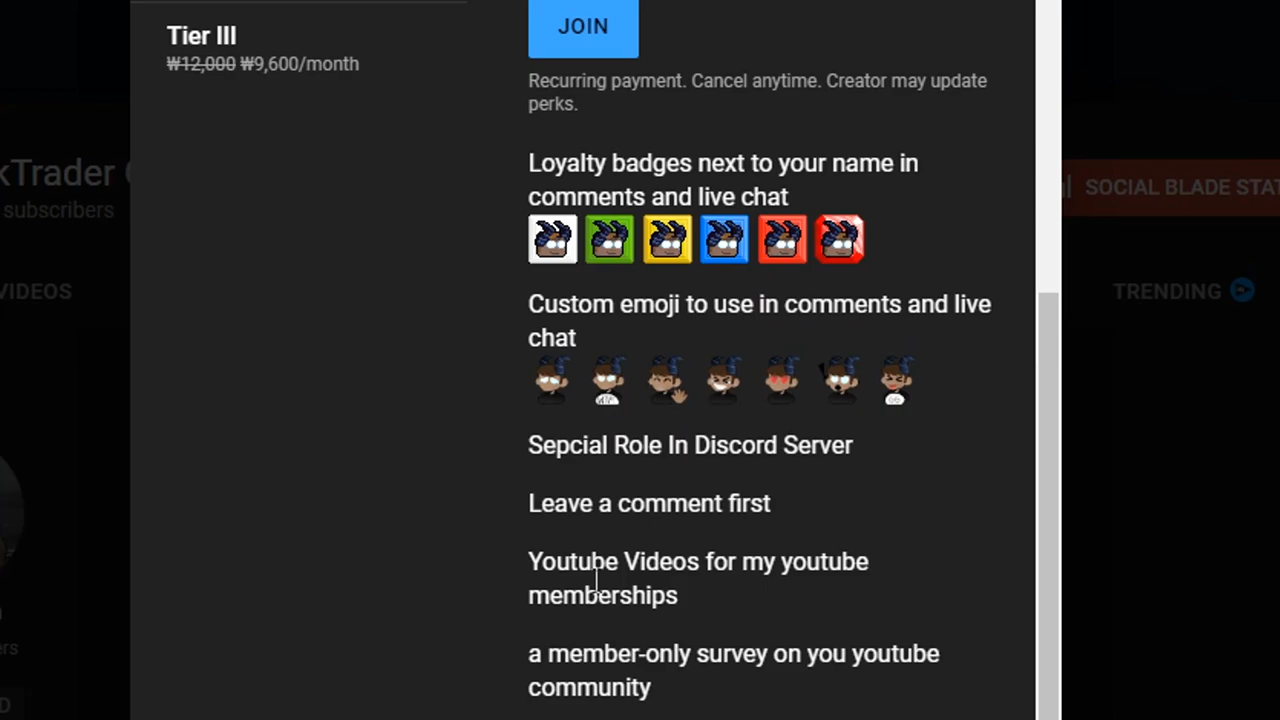 Tier III
₩12,000 ₩9,600/month
JOIN
Recurring payment. Cancel anytime. Creator may update
perks.
kTrader
subscribers
Loyalty badges next to your name in
comments and live chat
SOCIAL BLADE STAT
VIDEOS
TRENDING
Custom emoji to use in comments and live
chat
Sepcial Role In Discord Server
Leave a comment first
Youtube Videos for my youtube
memberships
a member-only survey on you youtube
community